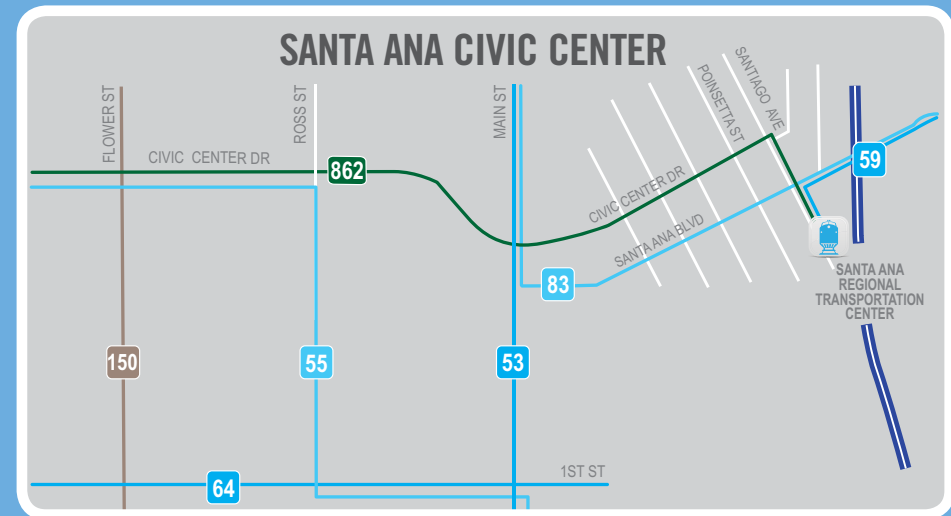 SANTA ANA CIVIC CENTER
FLOWER ST
ROSS ST
MAIN ST
POINSETTA ST
SANTIAGO AVE
CIVIC CENTER DR
862
59
CIVIC CENTER DR
SANTA ANA BLVD
83
SANTA ANA
REGIONAL
TRANSPORTATION
CENTER
150
55
53
1ST ST
64